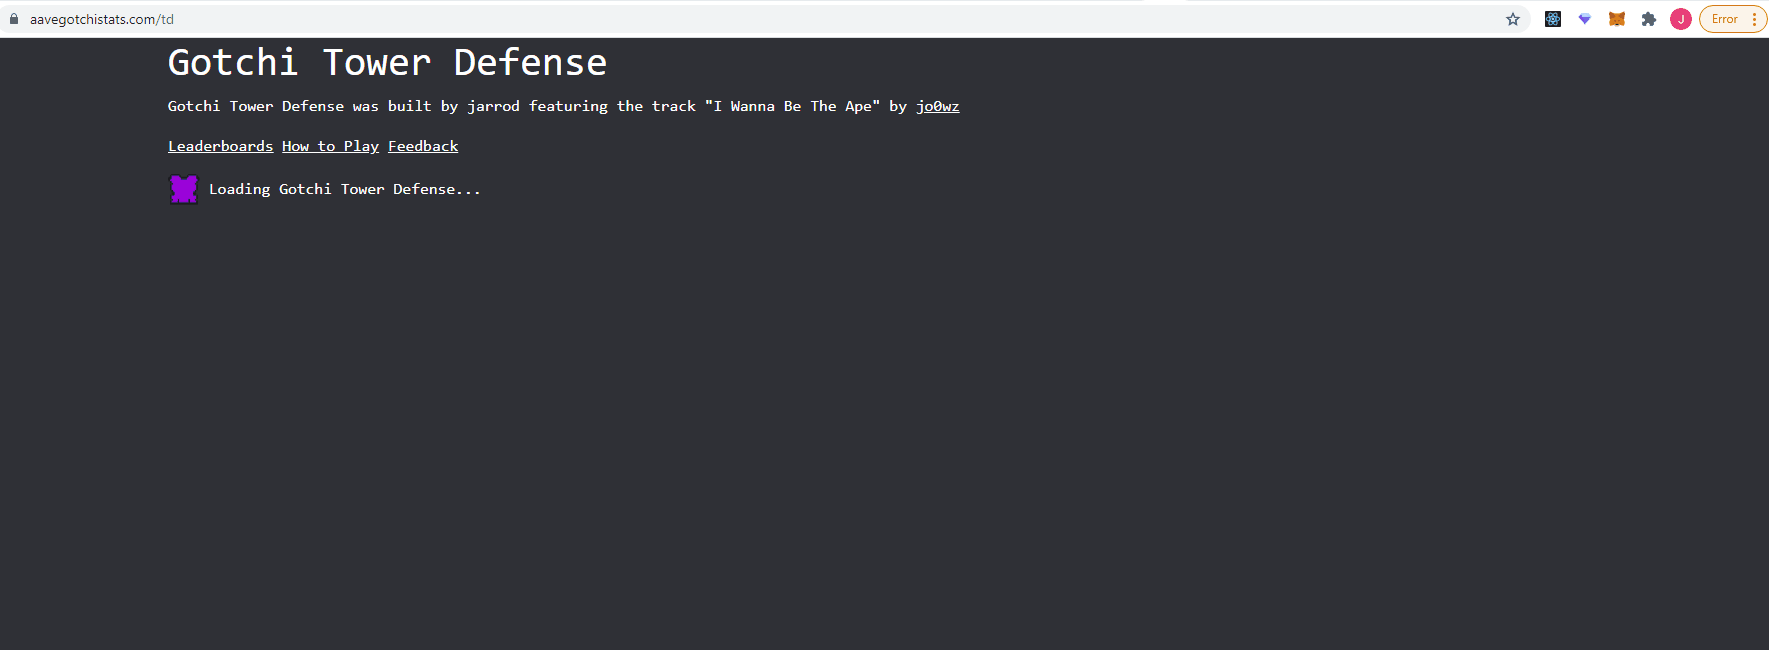 aavegotchistats.com/td
J
Error
Gotchi Tower Defense
Gotchi Tower Defense was built by jarrod featuring the track "I Wanna Be The Ape" by jo0wz
Leaderboards How to Play Feedback
Loading Gotchi Tower Defense...